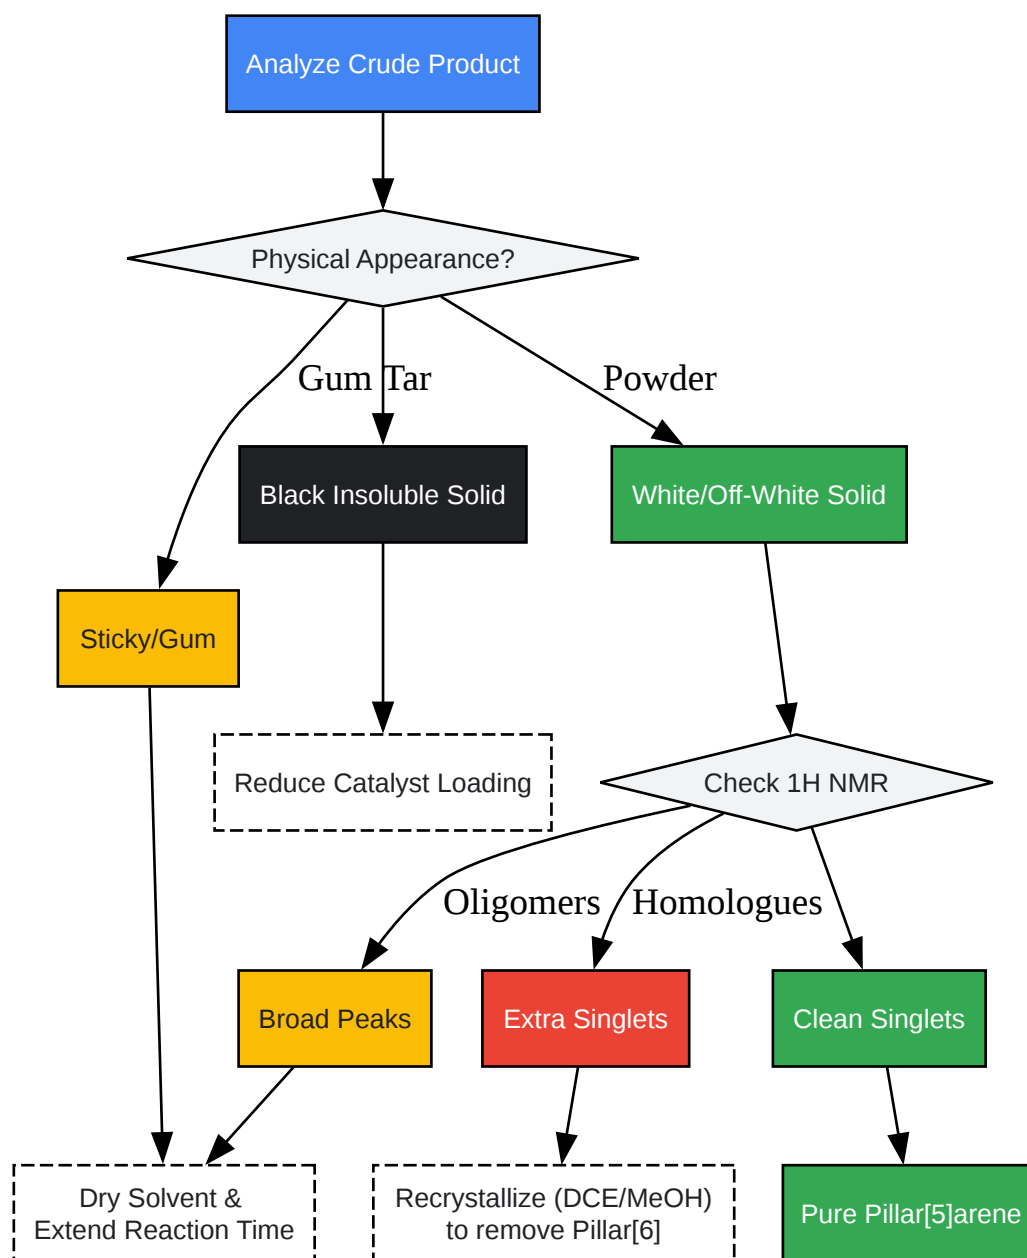 Analyze Crude Product
Physical Appearance?
Gum
Tar
Powder
Black Insoluble Solid
White/Off-White Solid
Sticky/Gum
Reduce Catalyst Loading
Check 1H NMR
Oligomers
Homologues
Broad Peaks
Extra Singlets
Clean Singlets
Dry Solvent &
Extend Reaction Time
Recrystallize (DCE/MeOH)
to remove Pillar[6]
Pure Pillar[5]arene